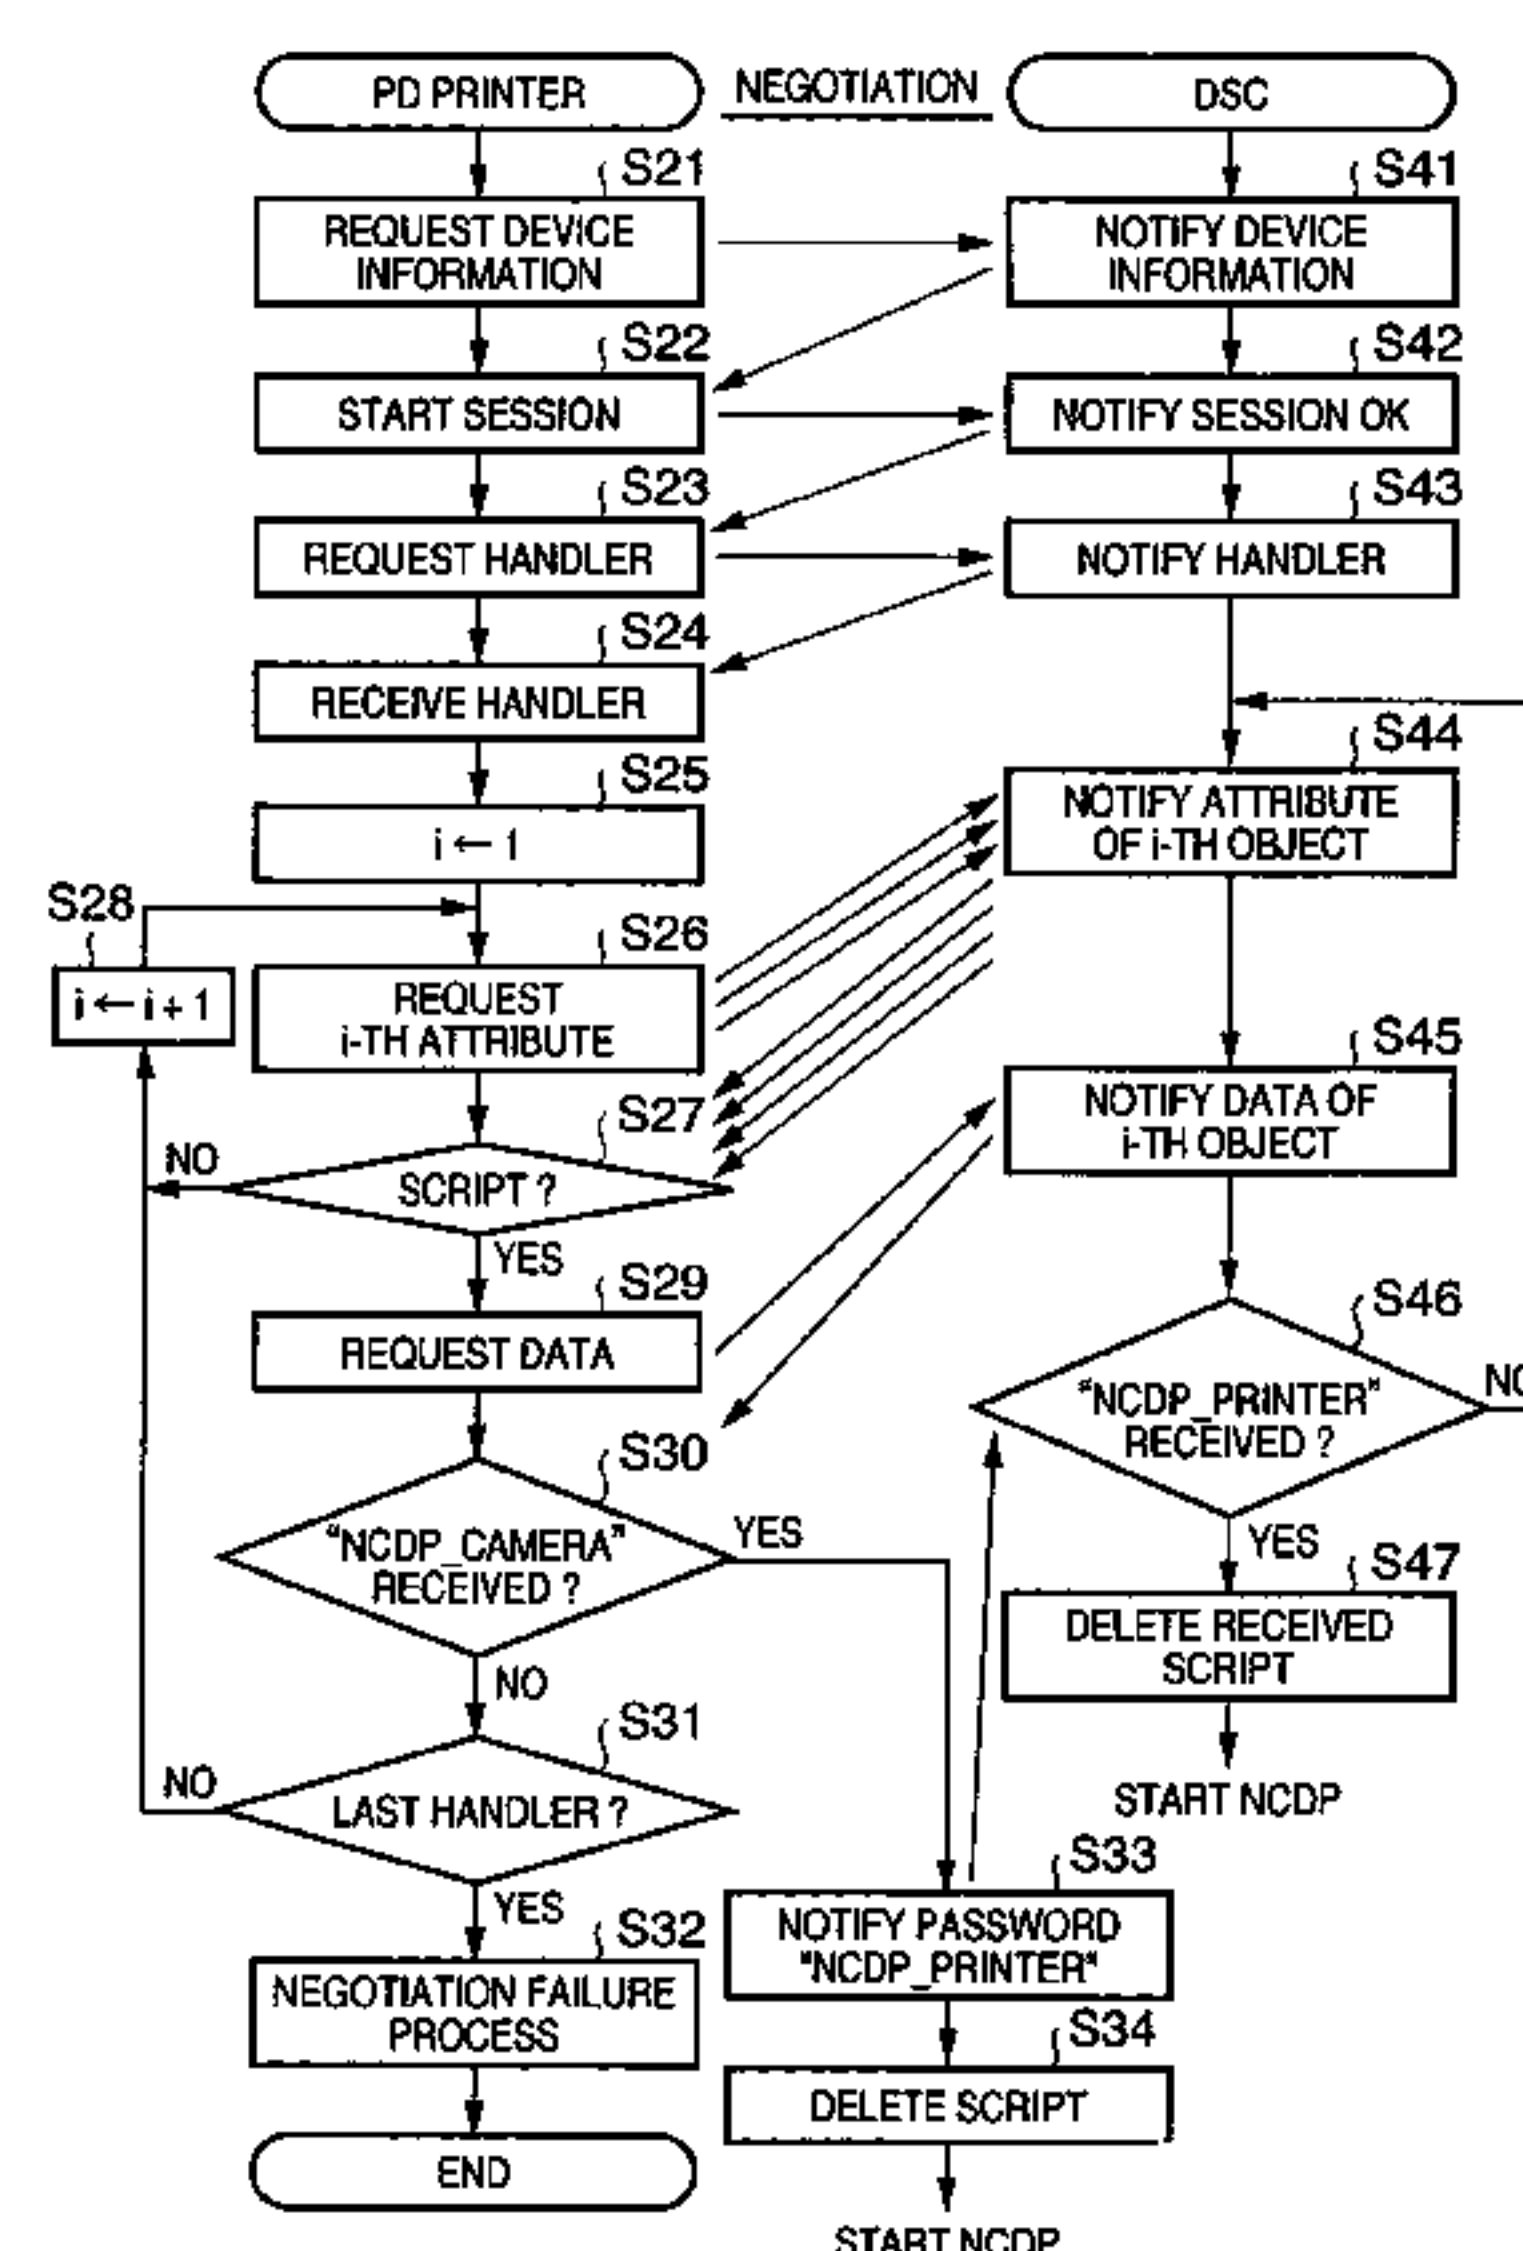 PD PRINTER
NEGOTIATION
DSC
S21
REQUEST DEVICE
INFORMATION
S41
NOTIFY DEVICE
INFORMATION
S22
START SESSION
S42
NOTIFY SESSION OK
S23
REQUEST HANDLER
S43
NOTIFY HANDLER
S24
RECEIVE HANDLER
S25
i ← 1
S44
NOTIFY ATTRIBUTE
OF i-TH OBJECT
S28
i ← i + 1
S26
REQUEST
i-TH ATTRIBUTE
S45
NOTIFY DATA OF
i-TH OBJECT
S27
SCRIPT ?
NO
YES
S29
REQUEST DATA
S46
"NCDP_PRINTER"
RECEIVED ?
NO
YES
S30
"NCDP_CAMERA"
RECEIVED ?
YES
NO
S47
DELETE RECEIVED
SCRIPT
START NCDP
S31
LAST HANDLER ?
NO
YES
S33
NOTIFY PASSWORD
"NCDP_PRINTER"
S32
NEGOTIATION FAILURE
PROCESS
S34
DELETE SCRIPT
END
START NCDP